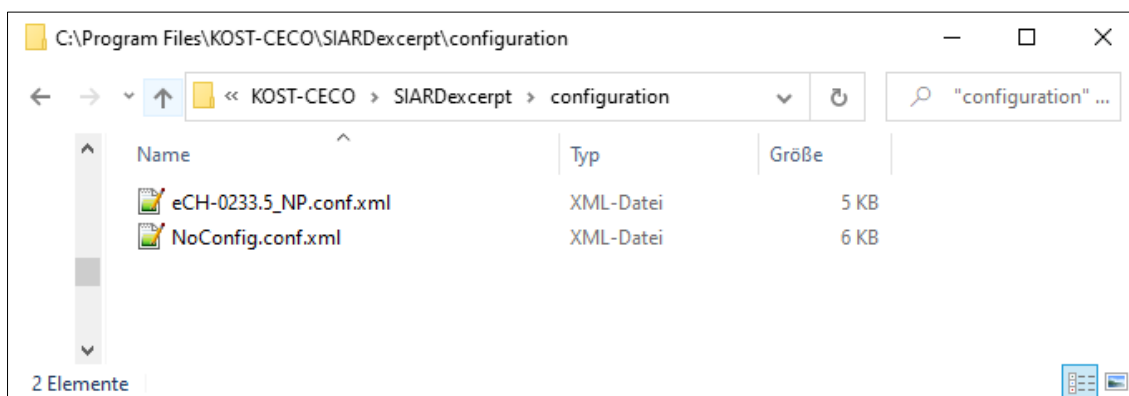 C:\Program Files\KOST-CECO\SIARDexcerpt\configuration
« KOST-CECO > SIARDexcerpt > configuration "configuration" ...
Name Typ Größe
eCH-0233.5_NP.conf.xml XML-Datei 5 KB
NoConfig.conf.xml XML-Datei 6 KB
2 Elemente